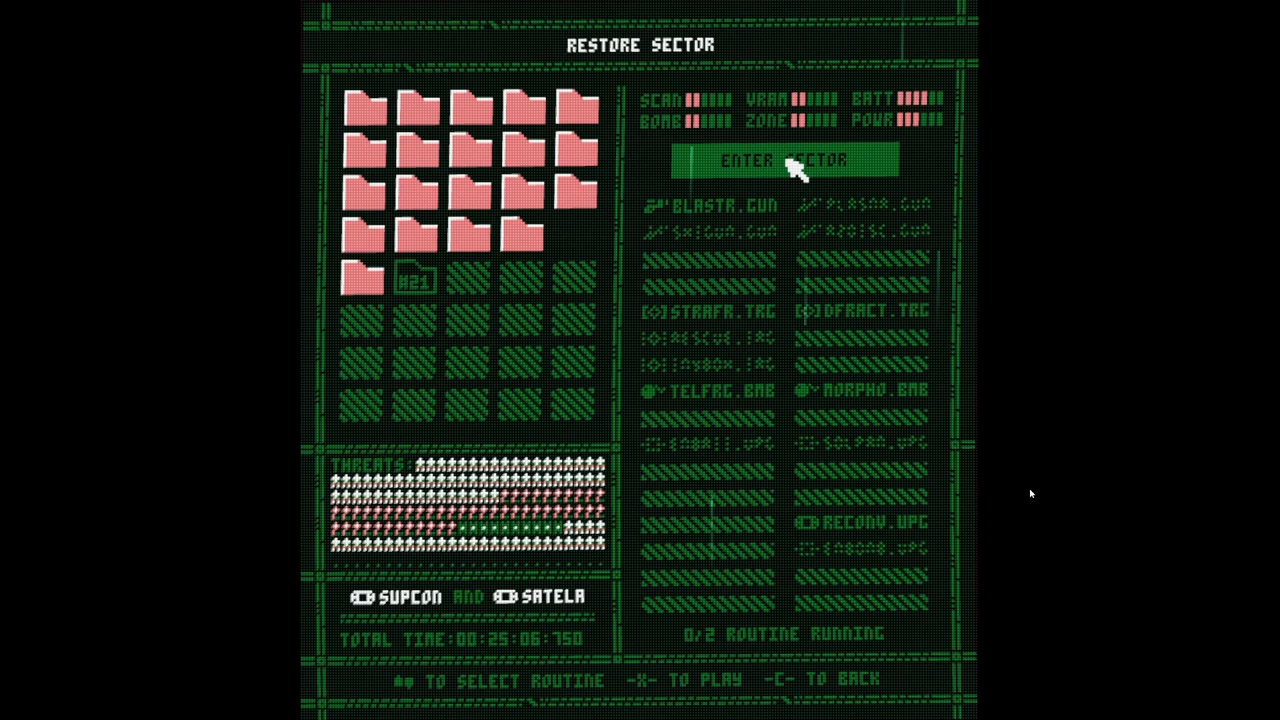 RESTORE SECTOR
SCAN VRAM BATT
BOMB ZONE POWR
ENTER SECTOR
BLASTR.GUN
#21
STRAFR.TRG DFRACT.TRG
TELFRG.BMB MORPHO.BMB
THREATS:
RECONV.UPG
SUPCON AND SATELA
TOTAL TIME:00:25:06:750
0/2 ROUTINE RUNNING
TO SELECT ROUTINE -X- TO PLAY -C- TO BACK